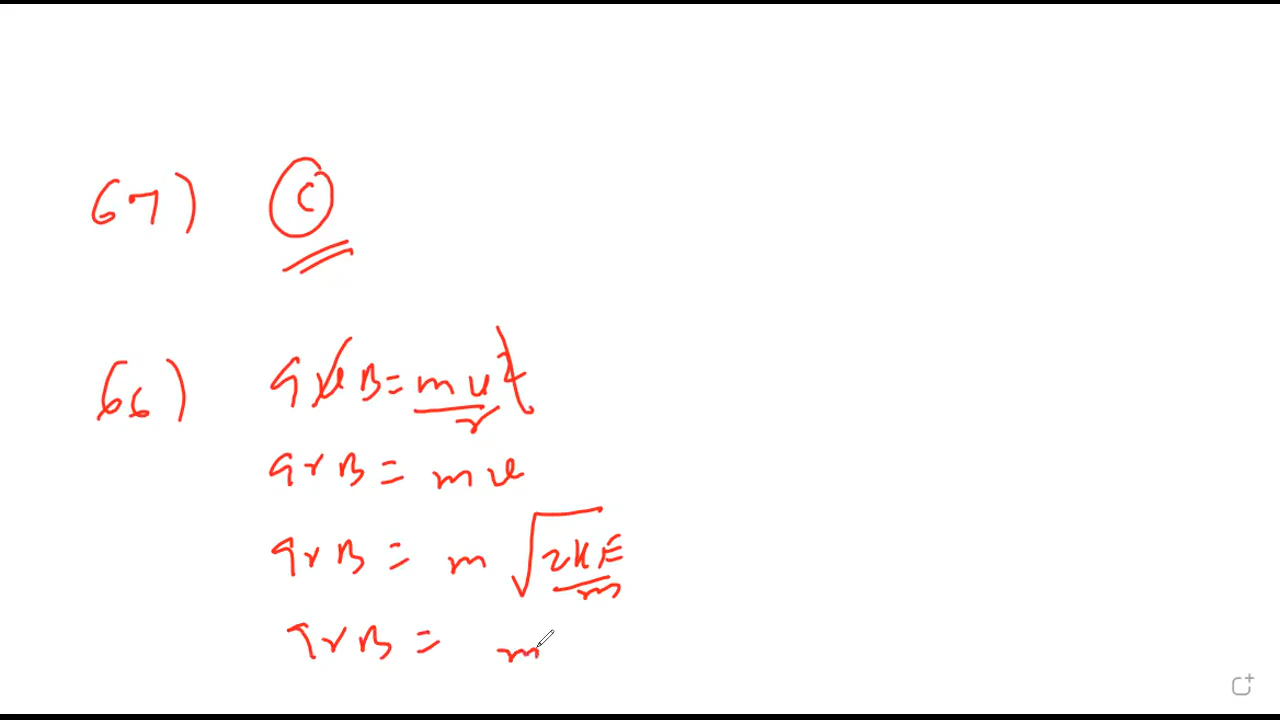 67) C
66) qvB = mv²/r
qrB = mv
qrB = m √(2KE/m)
qrB = m